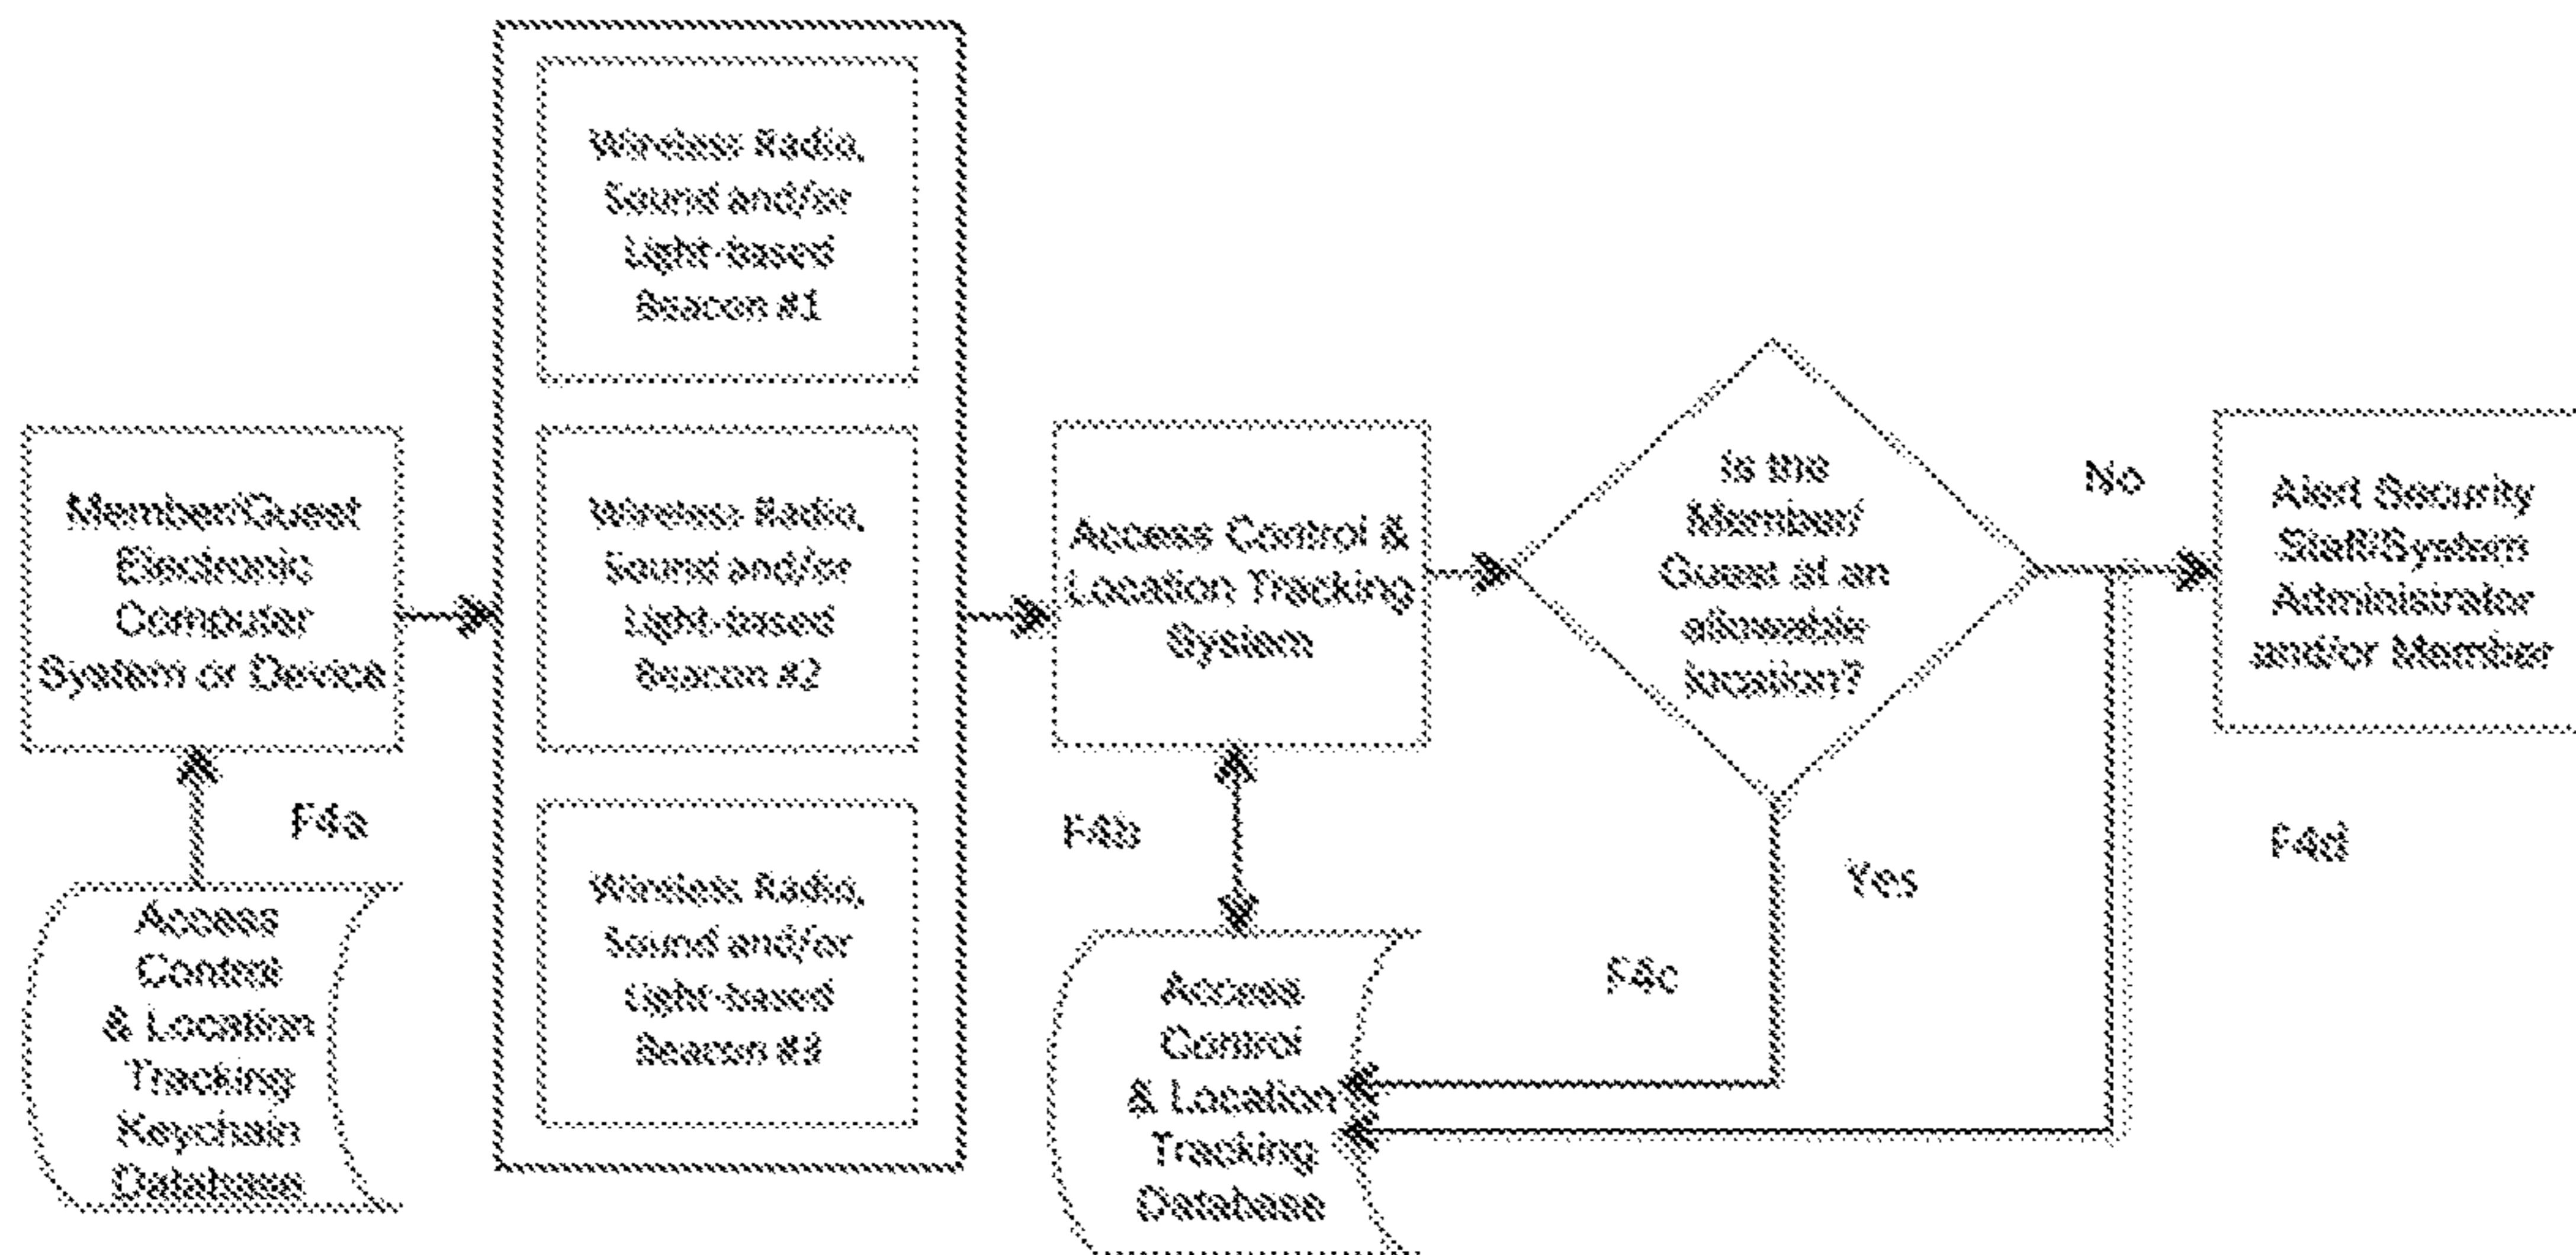 Wireless Radio,
Sound and/or
Light-based
Beacon #1
Member/Guest
Electronic
Computer
System or Device
Wireless Radio,
Sound and/or
Light-based
Beacon #2
Access Control &
Location Tracking
System
Is the
Member/
Guest at an
allowable
location?
No
Alert Security
Staff/System
Administrator
and/or Member
F4a
F4b
F4c
Yes
F4d
Access
Control
& Location
Tracking
Keychain
Database
Wireless Radio,
Sound and/or
Light-based
Beacon #3
Access
Control
& Location
Tracking
Database